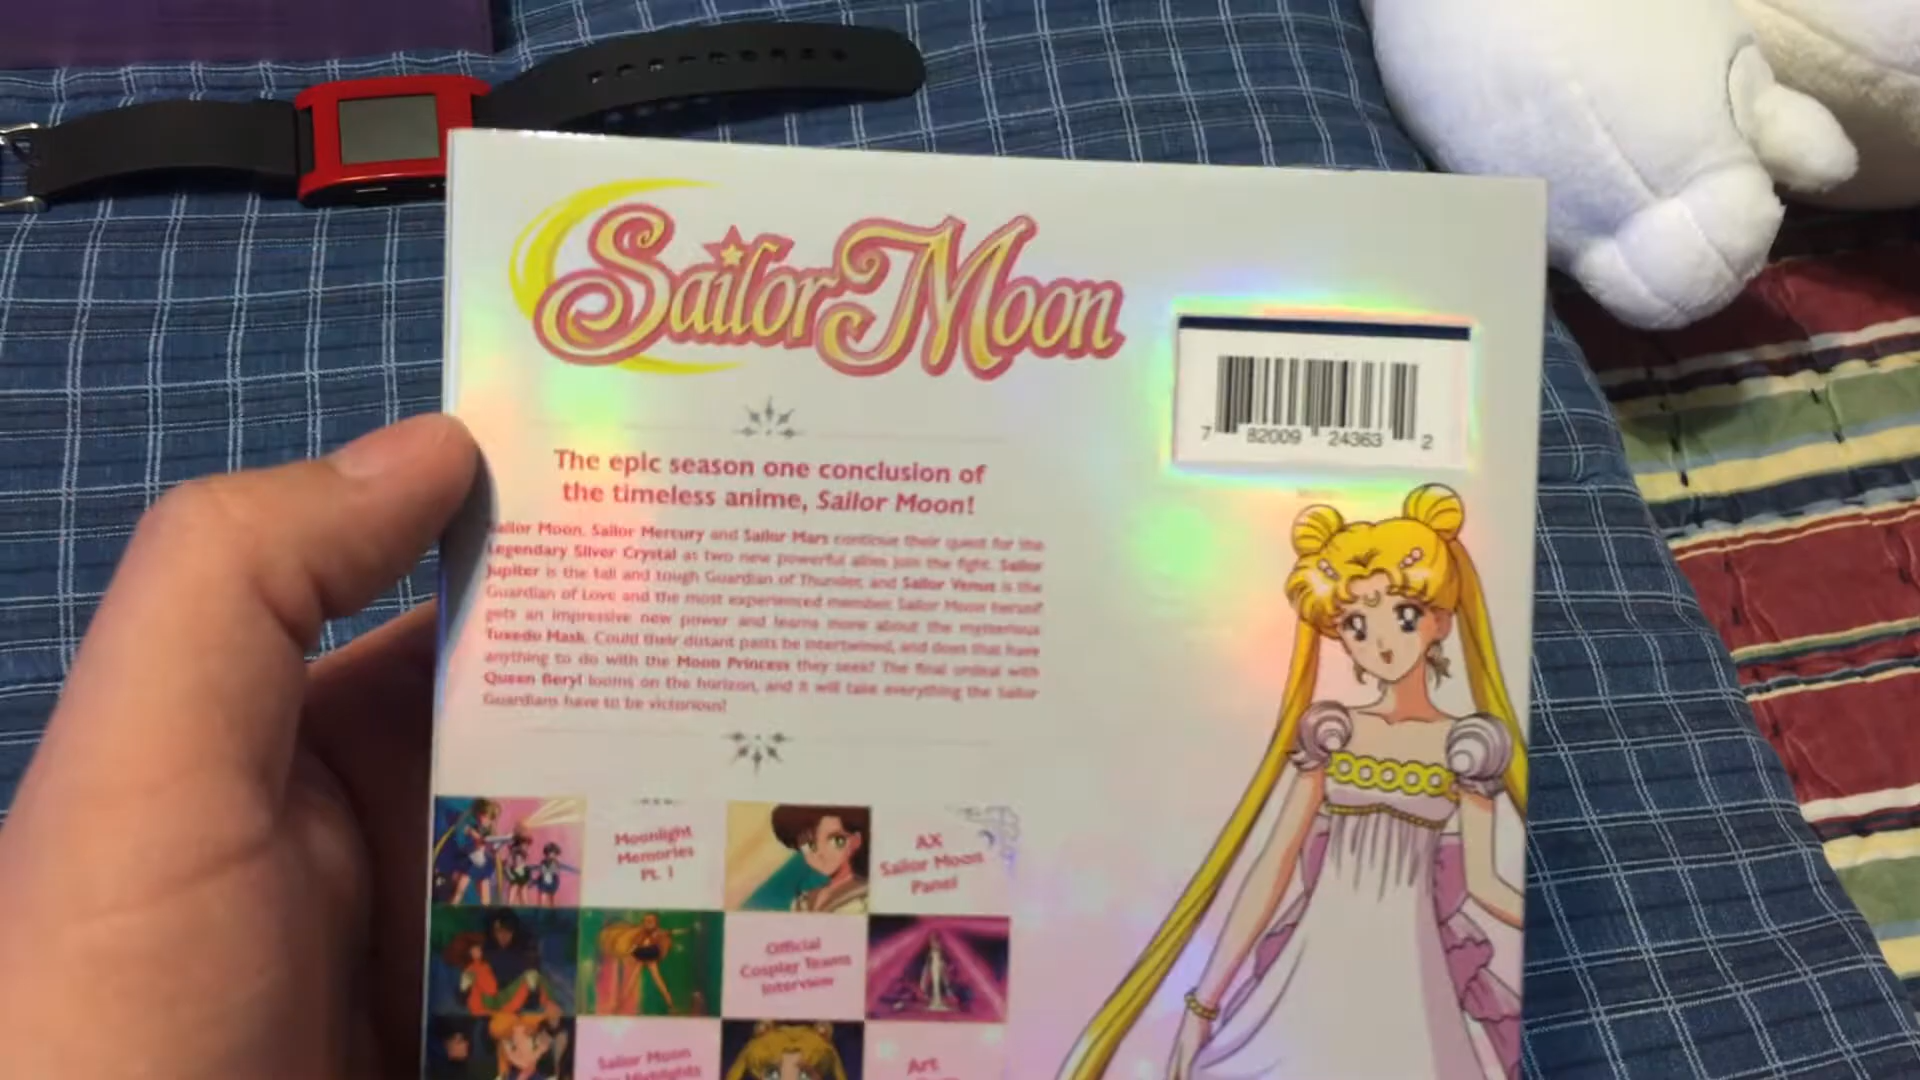 Sailor Moon
7 82009 24363 2
The epic season one conclusion of
the timeless anime, Sailor Moon!
Sailor Moon, Sailor Mercury and Sailor Mars continue their quest for the
Legendary Silver Crystal as two new powerful allies join the fight. Sailor
Jupiter is the tall and tough Guardian of Thunder, and Sailor Venus is the
Guardian of Love and the most experienced member. Sailor Moon herself
gets an impressive new power and learns more about the mysterious
Tuxedo Mask. Could their distant pasts be intertwined, and does that have
anything to do with the Moon Princess they seek? The final ordeal with
Queen Beryl looms on the horizon, and it will take everything the Sailor
Guardians have to be victorious!
Moonlight
Memories
Pt. 1
AX
Sailor Moon
Panel
Official
Cosplay Teams
Interview
Sailor Moon
Highlights
Art